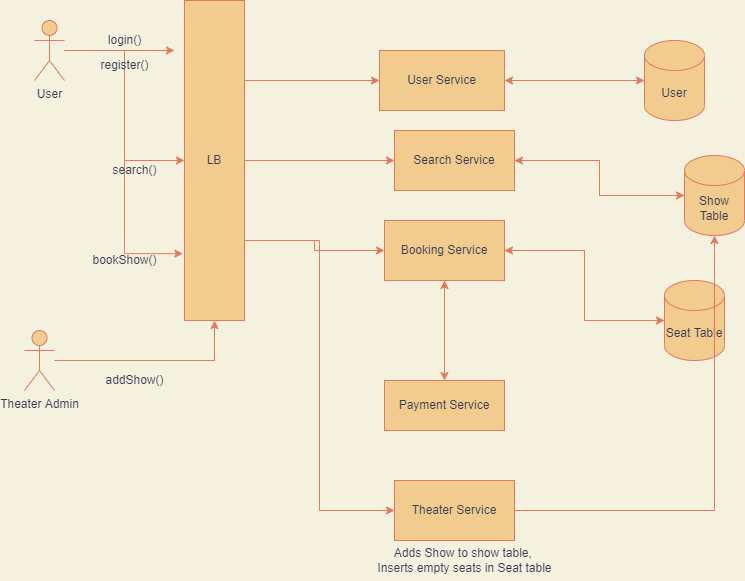 login()
register()
User
User Service
User
search()
LB
Search Service
Show
Table
bookShow()
Booking Service
Seat Table
addShow()
Theater Admin
Payment Service
Theater Service
Adds Show to show table,
Inserts empty seats in Seat table